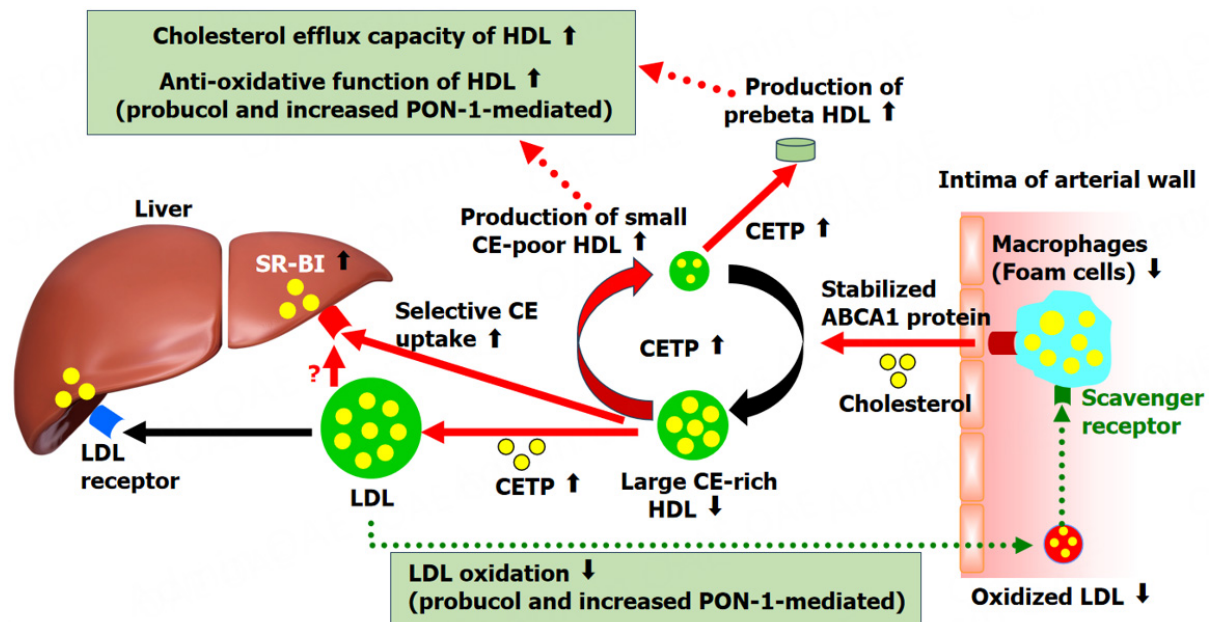 Cholesterol efflux capacity of HDL ⬆
Anti-oxidative function of HDL ⬆
(probucol and increased PON-1-mediated)
Production of
prebeta HDL ⬆
Intima of arterial wall
Liver
Production of small
CE-poor HDL ⬆
CETP ⬆
Macrophages
(Foam cells) ⬇
SR-BI ⬆
Stabilized
ABCA1 protein
Selective CE
uptake ⬆
CETP ⬆
?
Cholesterol
Scavenger
receptor
LDL
receptor
LDL
CETP ⬆
Large CE-rich
HDL ⬇
LDL oxidation ⬇
(probucol and increased PON-1-mediated)
Oxidized LDL ⬇